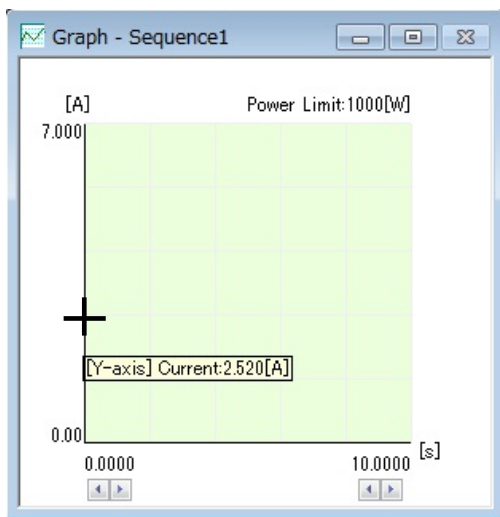 Graph - Sequence1
[A] Power Limit:1000[W]
7.000
[Y-axis] Current:2.520[A]
0.00
[s]
0.0000 10.0000